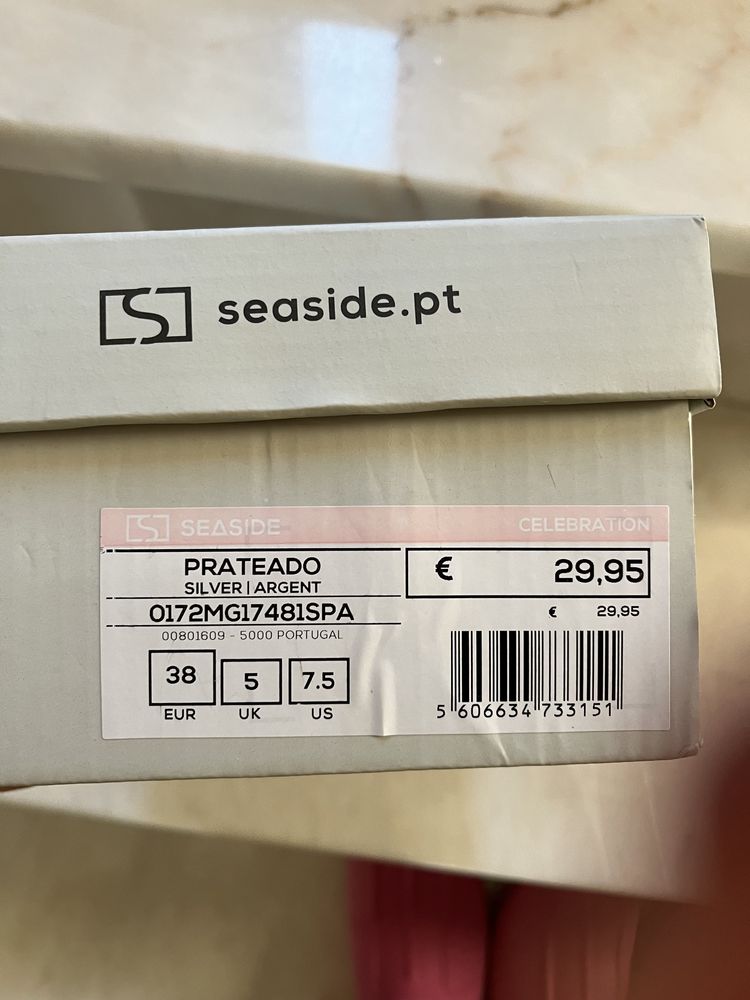 seaside.pt
SEASIDE
CELEBRATION
PRATEADO
SILVER | ARGENT
0172MG17481SPA
00801609 - 5000 PORTUGAL
€ 29,95
€ 29,95
38 5 7.5
EUR UK US
5 606634 733151